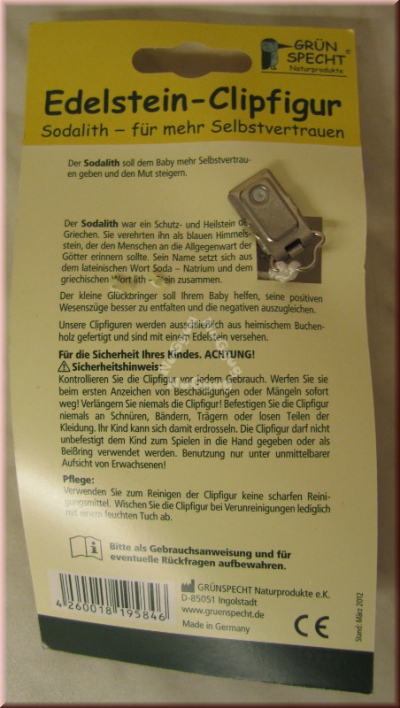 GRÜN
SPECHT®
Naturprodukte
Edelstein-Clipfigur
Sodalith – für mehr Selbstvertrauen
Der Sodalith soll dem Baby mehr Selbstvertrau-
en geben und den Mut steigern.
Der Sodalith war ein Schutz- und Heilstein de
Griechen. Sie verehrten ihn als blauen Himmels-
stein, der den Menschen an die Allgegenwart der
Götter erinnern sollte. Sein Name setzt sich aus
dem lateinischen Wort Soda – Natrium und dem
griechischen Wort lith – Stein zusammen.
Der kleine Glücksbringer soll Ihrem Baby helfen, seine positiven
Wesenszüge besser zu entfalten und die negativen auszugleichen.
Unsere Clipfiguren werden ausschließlich aus heimischem Buchen-
holz gefertigt und sind mit einem Edelstein versehen.
Für die Sicherheit Ihres Kindes. ACHTUNG!
Sicherheitshinweis:
Kontrollieren Sie die Clipfigur vor jedem Gebrauch. Werfen Sie sie
beim ersten Anzeichen von Beschädigungen oder Mängeln sofort
weg! Verlängern Sie niemals die Clipfigur! Befestigen Sie die Clipfigur
niemals an Schnüren, Bändern, Trägern oder losen Teilen der
Kleidung. Ihr Kind kann sich damit erdrosseln. Die Clipfigur darf nicht
unbefestigt dem Kind zum Spielen in die Hand gegeben oder als
Beißring verwendet werden. Benutzung nur unter unmittelbarer
Aufsicht von Erwachsenen!
Pflege:
Verwenden Sie zum Reinigen der Clipfigur keine scharfen Reini-
gungsmittel. Wischen Sie die Clipfigur bei Verunreinigungen lediglich
mit einem feuchten Tuch ab.
Bitte als Gebrauchsanweisung und für
eventuelle Rückfragen aufbewahren.
4 260018 195846
GRÜNSPECHT Naturprodukte e.K.
D-85051 Ingolstadt
www.gruenspecht.de
Made in Germany
CE
Stand: März 2012